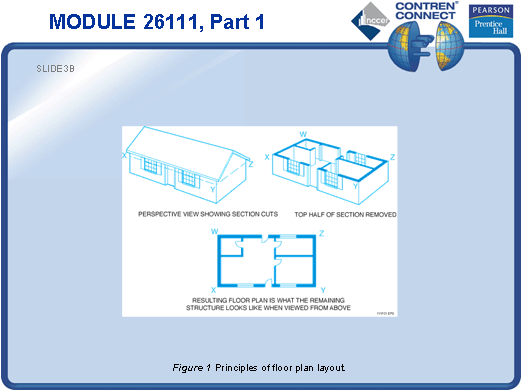 MODULE 26111, Part 1
nccer
CONTREN®
CONNECT
PEARSON
Prentice
Hall
SLIDE 3B
X
Z
Y
W
X
Z
Y
PERSPECTIVE VIEW SHOWING SECTION CUTS
TOP HALF OF SECTION REMOVED
W
Z
X
Y
RESULTING FLOOR PLAN IS WHAT THE REMAINING
STRUCTURE LOOKS LIKE WHEN VIEWED FROM ABOVE
Figure 1 Principles of floor plan layout.